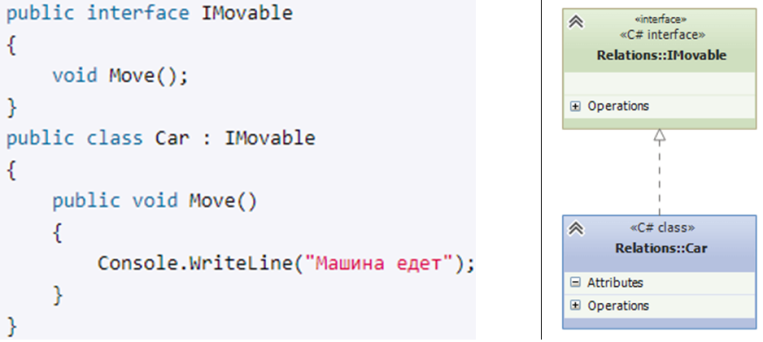 public interface IMovable
{
    void Move();
}
public class Car : IMovable
{
    public void Move()
    {
        Console.WriteLine("Машина едет");
    }
}
«interface»
«C# interface»
Relations::IMovable
Operations
«C# class»
Relations::Car
Attributes
Operations